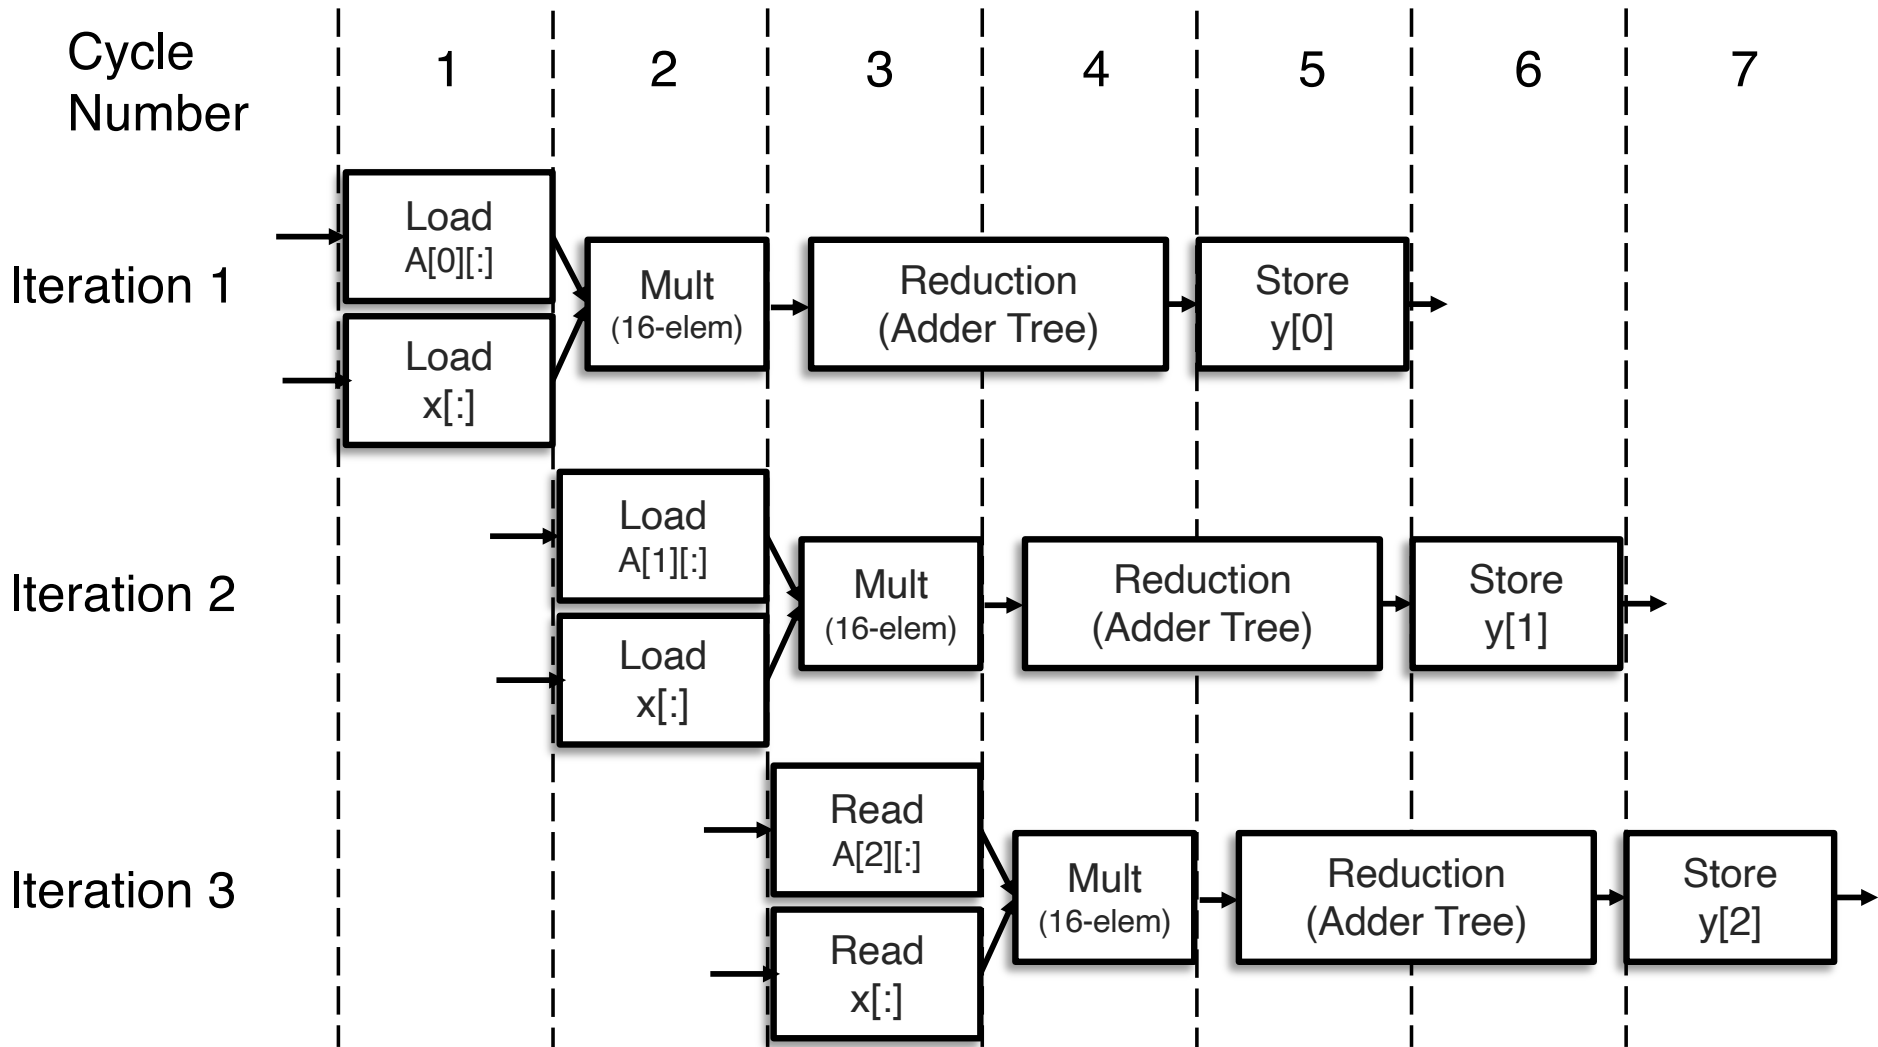 Cycle
Number
1 2 3 4 5 6 7
Iteration 1
Load
A[0][:]
Load
x[:]
Mult
(16-elem)
Reduction
(Adder Tree)
Store
y[0]
Iteration 2
Load
A[1][:]
Load
x[:]
Mult
(16-elem)
Reduction
(Adder Tree)
Store
y[1]
Iteration 3
Read
A[2][:]
Read
x[:]
Mult
(16-elem)
Reduction
(Adder Tree)
Store
y[2]